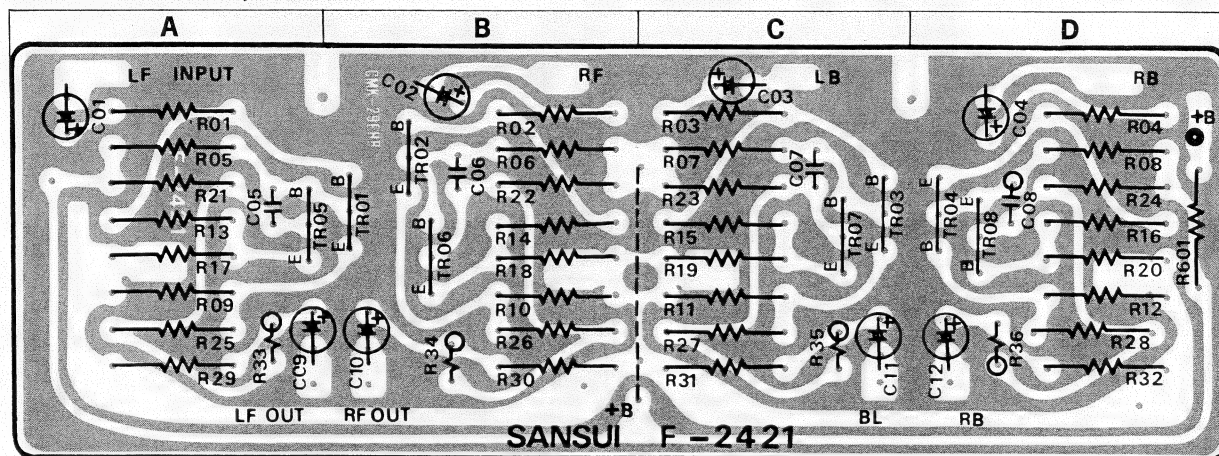 A B C D
LF INPUT RF LB RB
C01 C02 C03 C04
+B
R01 R02 R03 R04
R05 R06 R07 R08
R21 R22 R23 R24
R13 R14 R15 R16
R17 R18 R19 R20
R09 R10 R11 R12
R25 R26 R27 R28
R29 R30 R31 R32
C05 C06 C07 C08
B E TR05 B E TR01 B E TR02 B E TR06
B E TR07 B E TR03 E B TR04 E B TR08
R601
R33 C09 C10 R34 R35 C11 C12 R36
LF OUT RF OUT +B BL RB
SANSUI F-2421